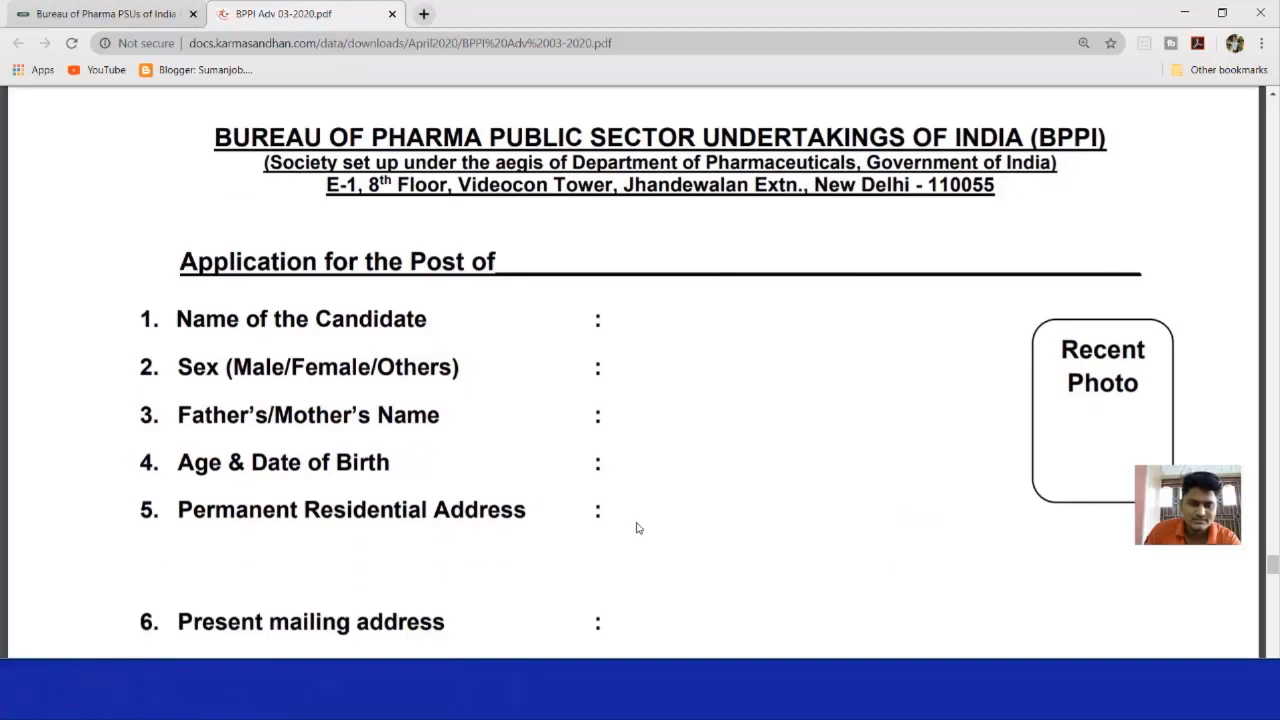 Bureau of Pharma PSUs of India
BPPI Adv 03-2020.pdf
Not secure | docs.karmasandhan.com/data/downloads/April2020/BPPI%20Adv%2003-2020.pdf
Apps YouTube Blogger: Sumanjob.... Other bookmarks
BUREAU OF PHARMA PUBLIC SECTOR UNDERTAKINGS OF INDIA (BPPI)
(Society set up under the aegis of Department of Pharmaceuticals, Government of India)
E-1, 8th Floor, Videocon Tower, Jhandewalan Extn., New Delhi - 110055
Application for the Post of
1. Name of the Candidate :
2. Sex (Male/Female/Others) :
3. Father's/Mother's Name :
4. Age & Date of Birth :
5. Permanent Residential Address :
6. Present mailing address :
Recent
Photo